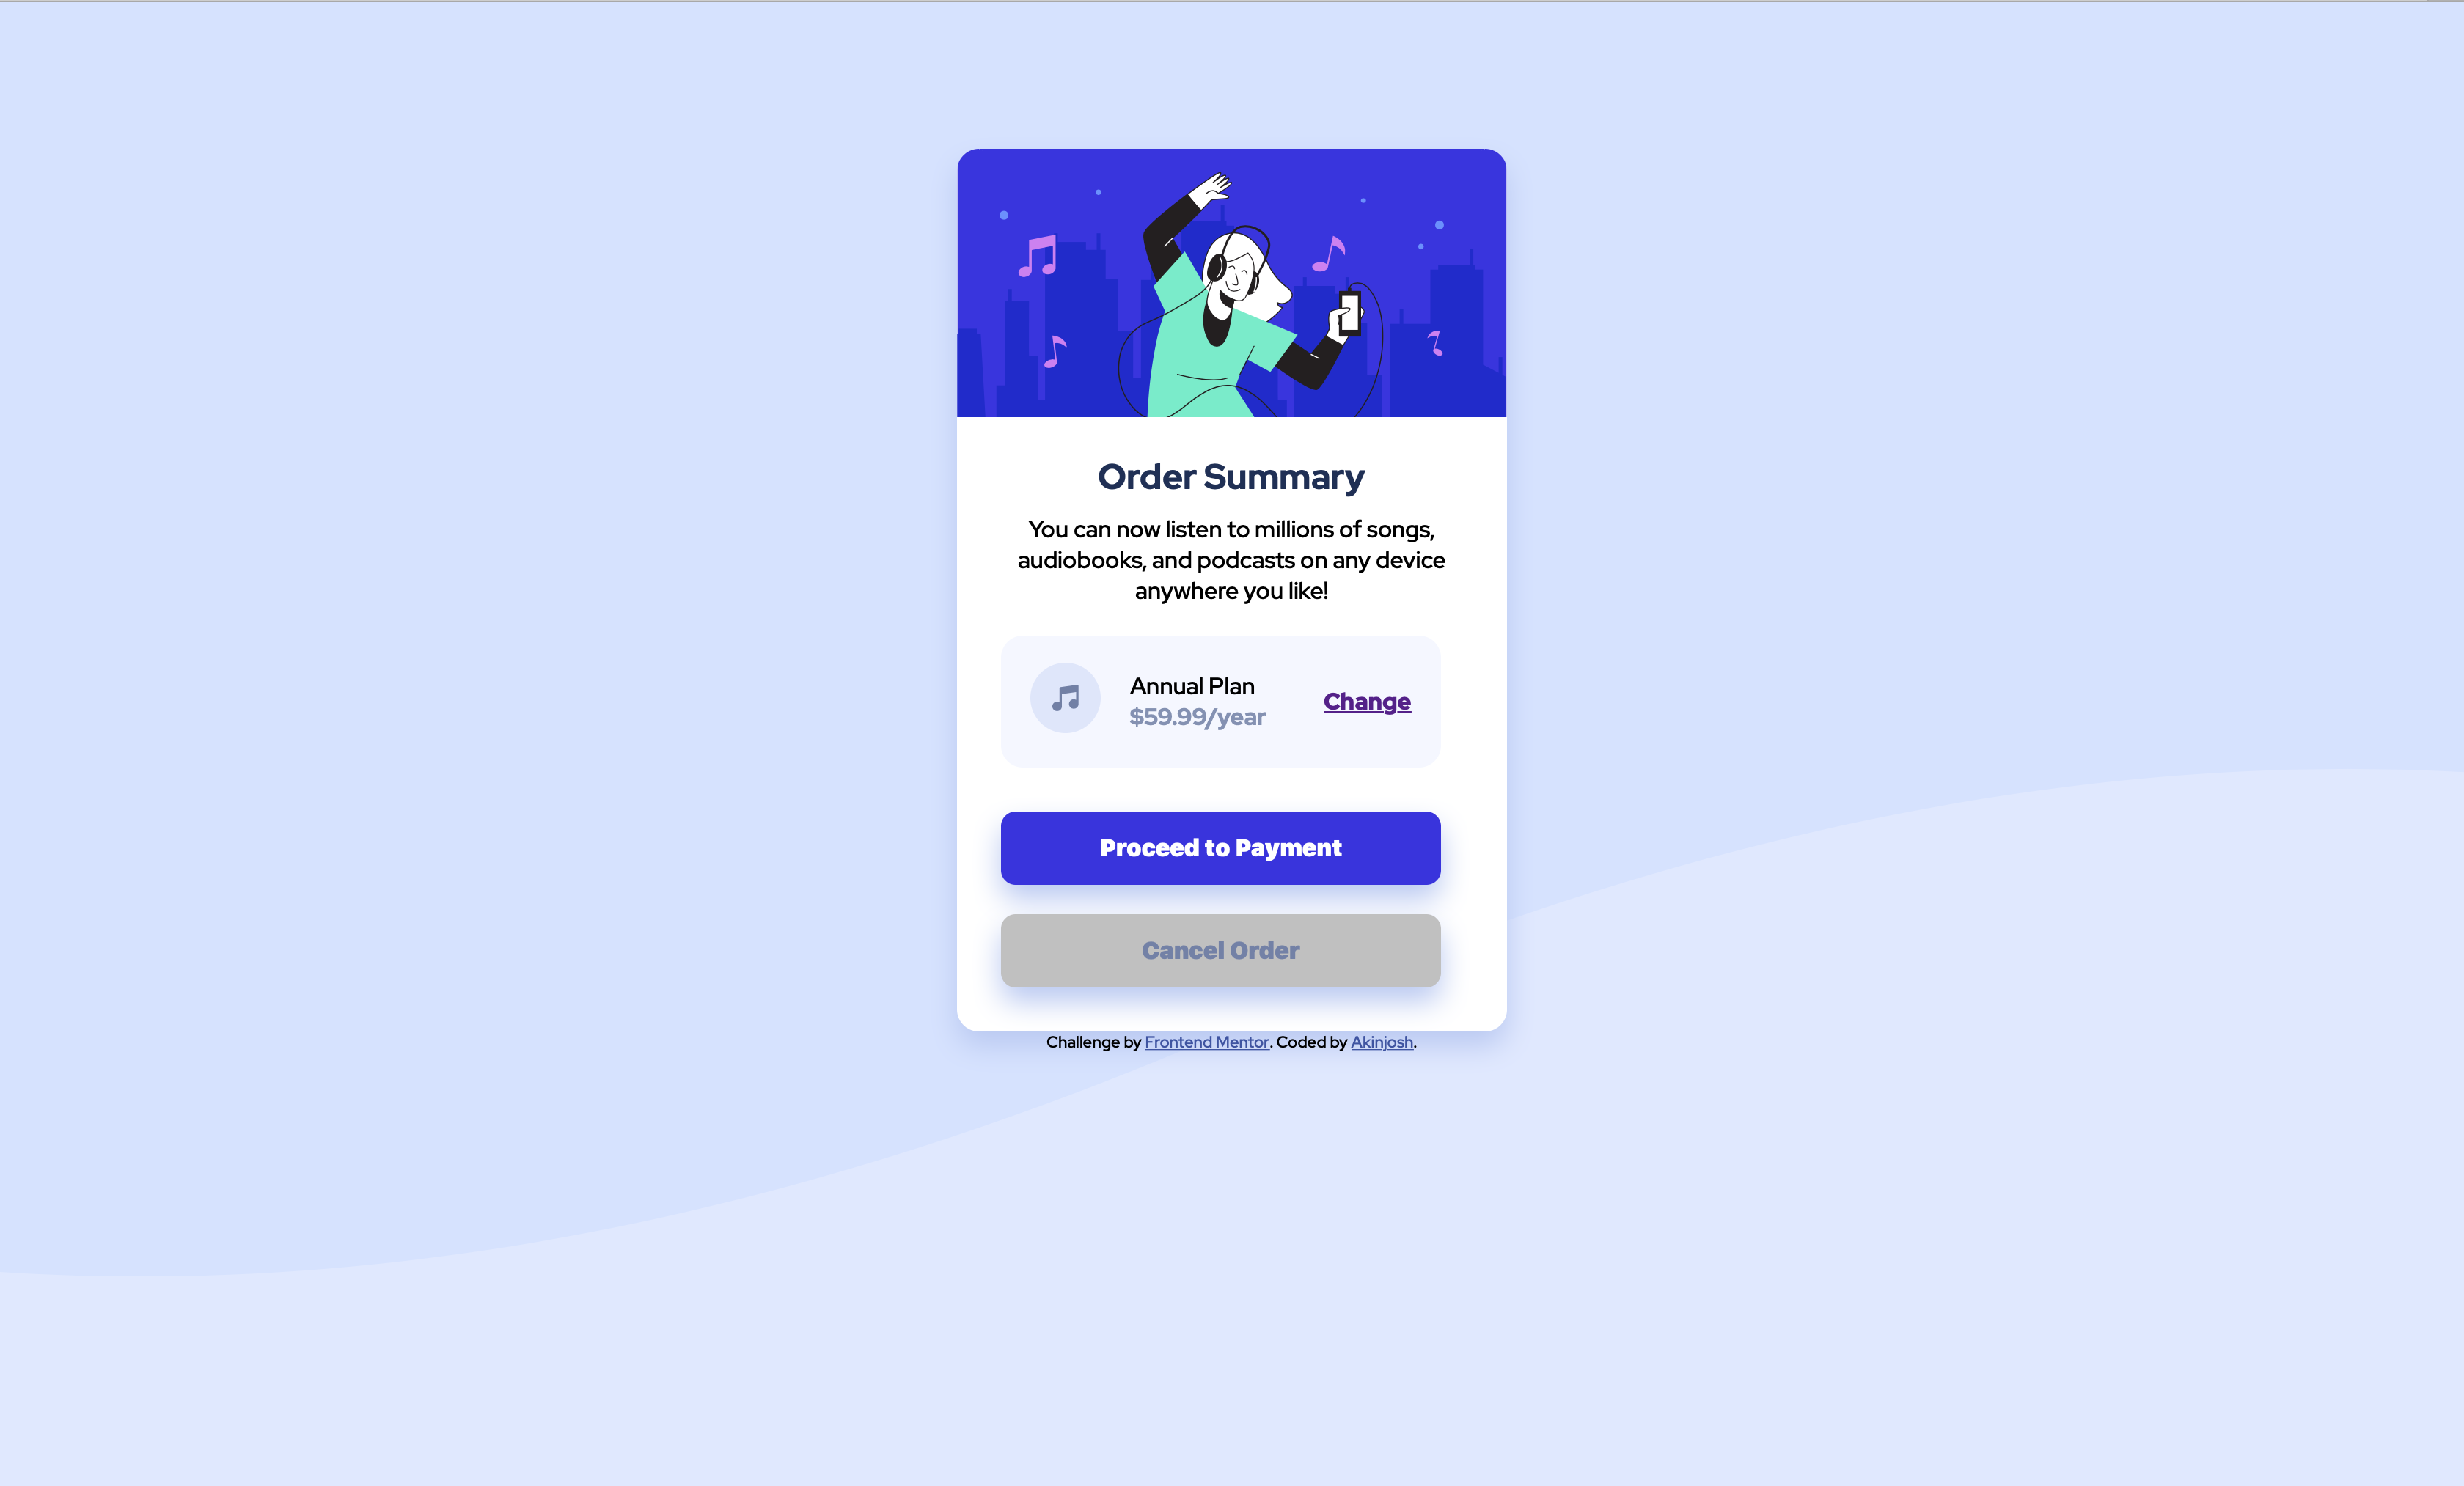 Order Summary
You can now listen to millions of songs,
audiobooks, and podcasts on any device
anywhere you like!
Annual Plan
$59.99/year
Change
Proceed to Payment
Cancel Order
Challenge by Frontend Mentor. Coded by Akinjosh.